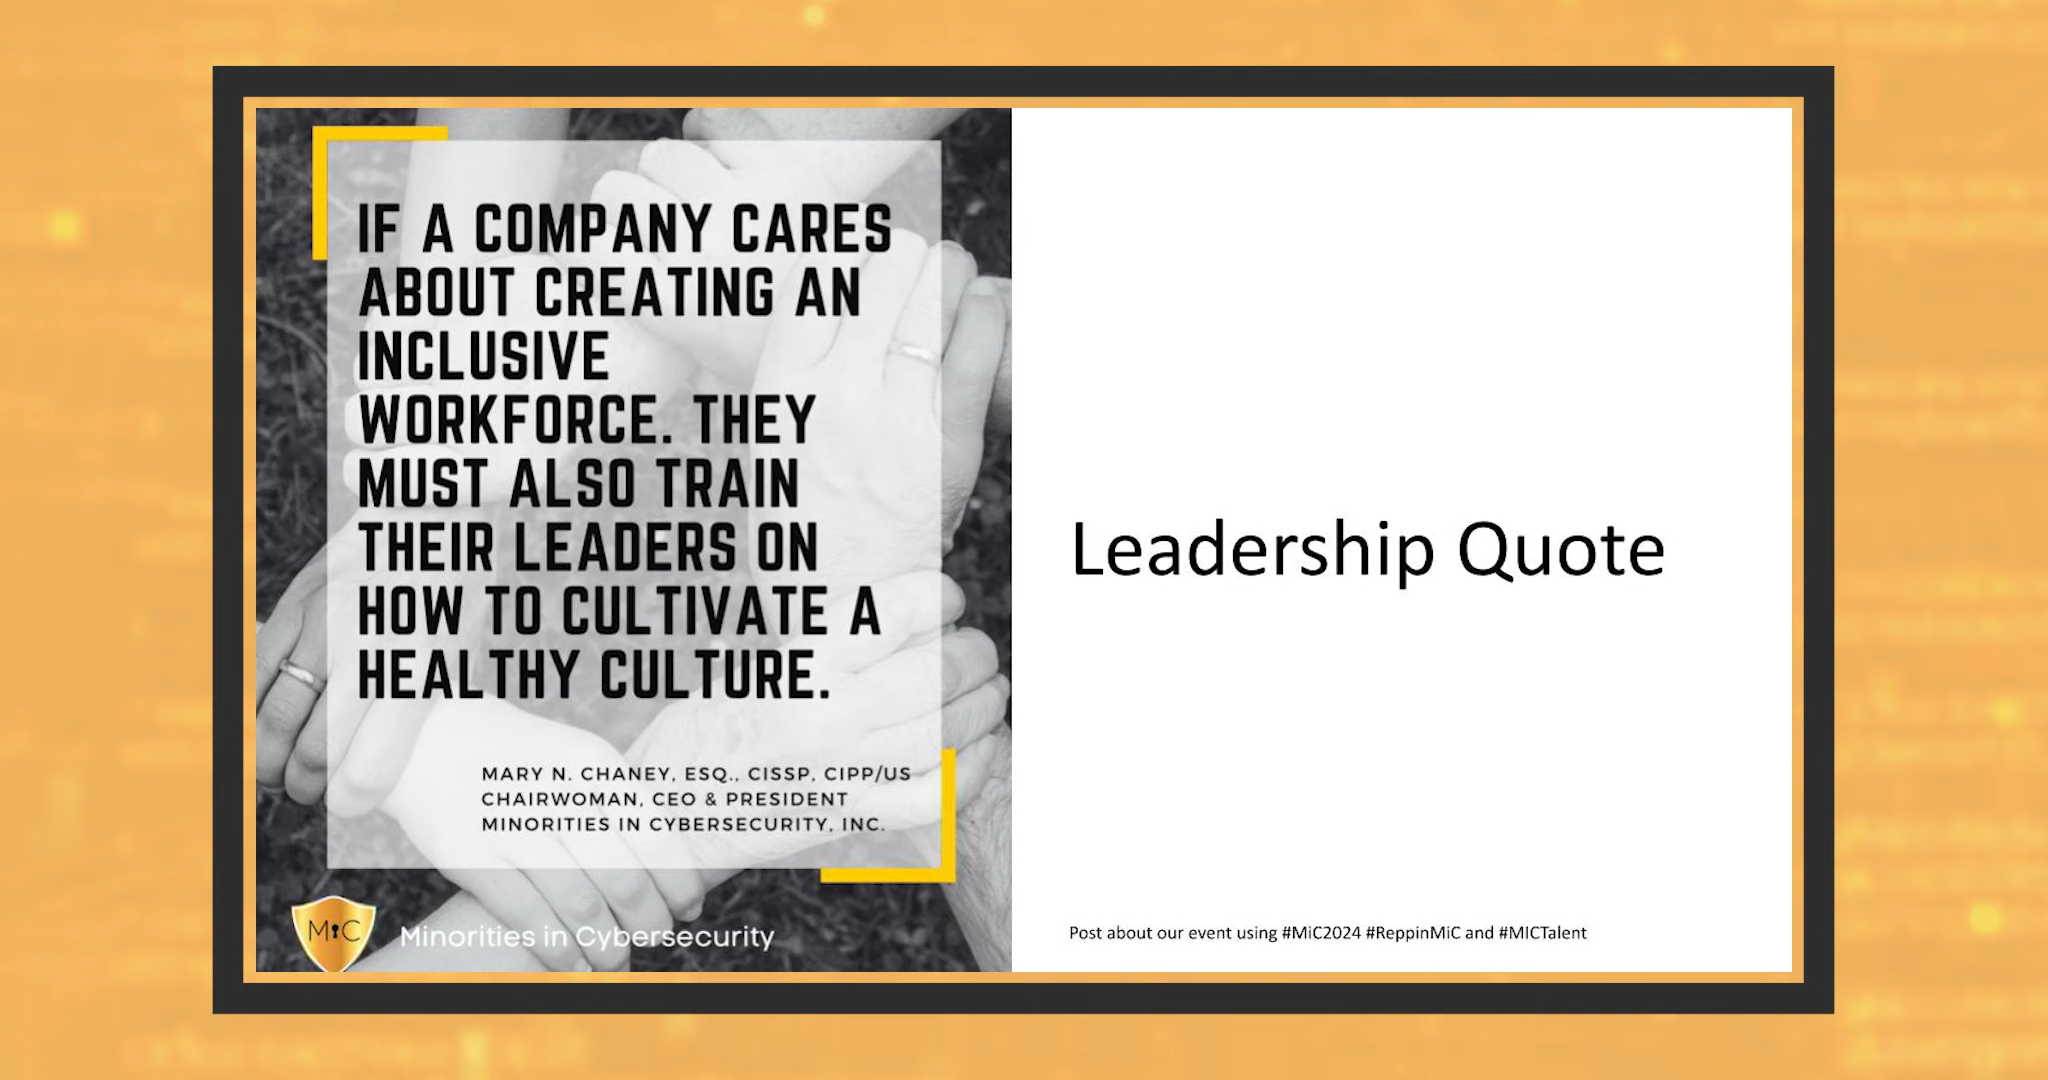 IF A COMPANY CARES
ABOUT CREATING AN
INCLUSIVE
WORKFORCE. THEY
MUST ALSO TRAIN
THEIR LEADERS ON
HOW TO CULTIVATE A
HEALTHY CULTURE.
MARY N. CHANEY, ESQ., CISSP, CIPP/US
CHAIRWOMAN, CEO & PRESIDENT
MINORITIES IN CYBERSECURITY, INC.
MiC
Minorities in Cybersecurity
Leadership Quote
Post about our event using #MiC2024 #ReppinMiC and #MICTalent